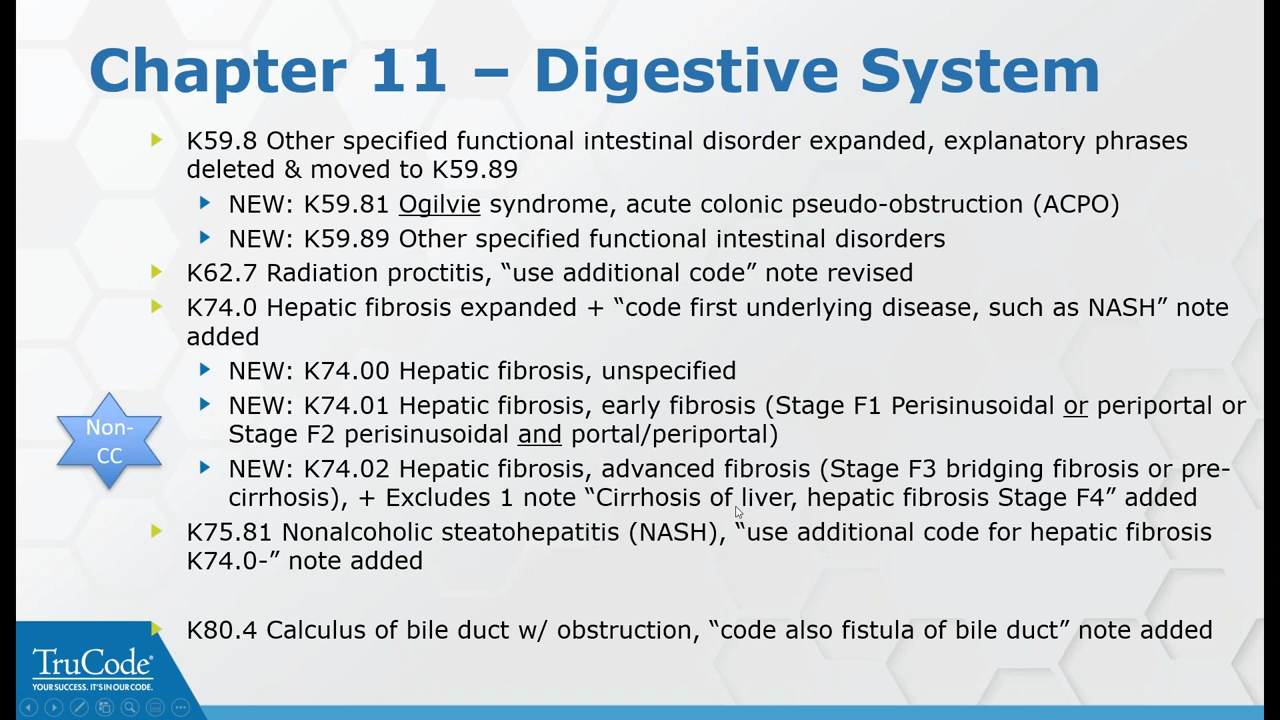 Chapter 11 – Digestive System
K59.8 Other specified functional intestinal disorder expanded, explanatory phrases
deleted & moved to K59.89
NEW: K59.81 Ogilvie syndrome, acute colonic pseudo-obstruction (ACPO)
NEW: K59.89 Other specified functional intestinal disorders
K62.7 Radiation proctitis, “use additional code” note revised
K74.0 Hepatic fibrosis expanded + “code first underlying disease, such as NASH” note
added
NEW: K74.00 Hepatic fibrosis, unspecified
NEW: K74.01 Hepatic fibrosis, early fibrosis (Stage F1 Perisinusoidal or periportal or
Stage F2 perisinusoidal and portal/periportal)
Non-
CC
NEW: K74.02 Hepatic fibrosis, advanced fibrosis (Stage F3 bridging fibrosis or pre-
cirrhosis), + Excludes 1 note “Cirrhosis of liver, hepatic fibrosis Stage F4” added
K75.81 Nonalcoholic steatohepatitis (NASH), “use additional code for hepatic fibrosis
K74.0-” note added
K80.4 Calculus of bile duct w/ obstruction, “code also fistula of bile duct” note added
TruCode®
YOUR SUCCESS. IT'S IN OUR CODE.